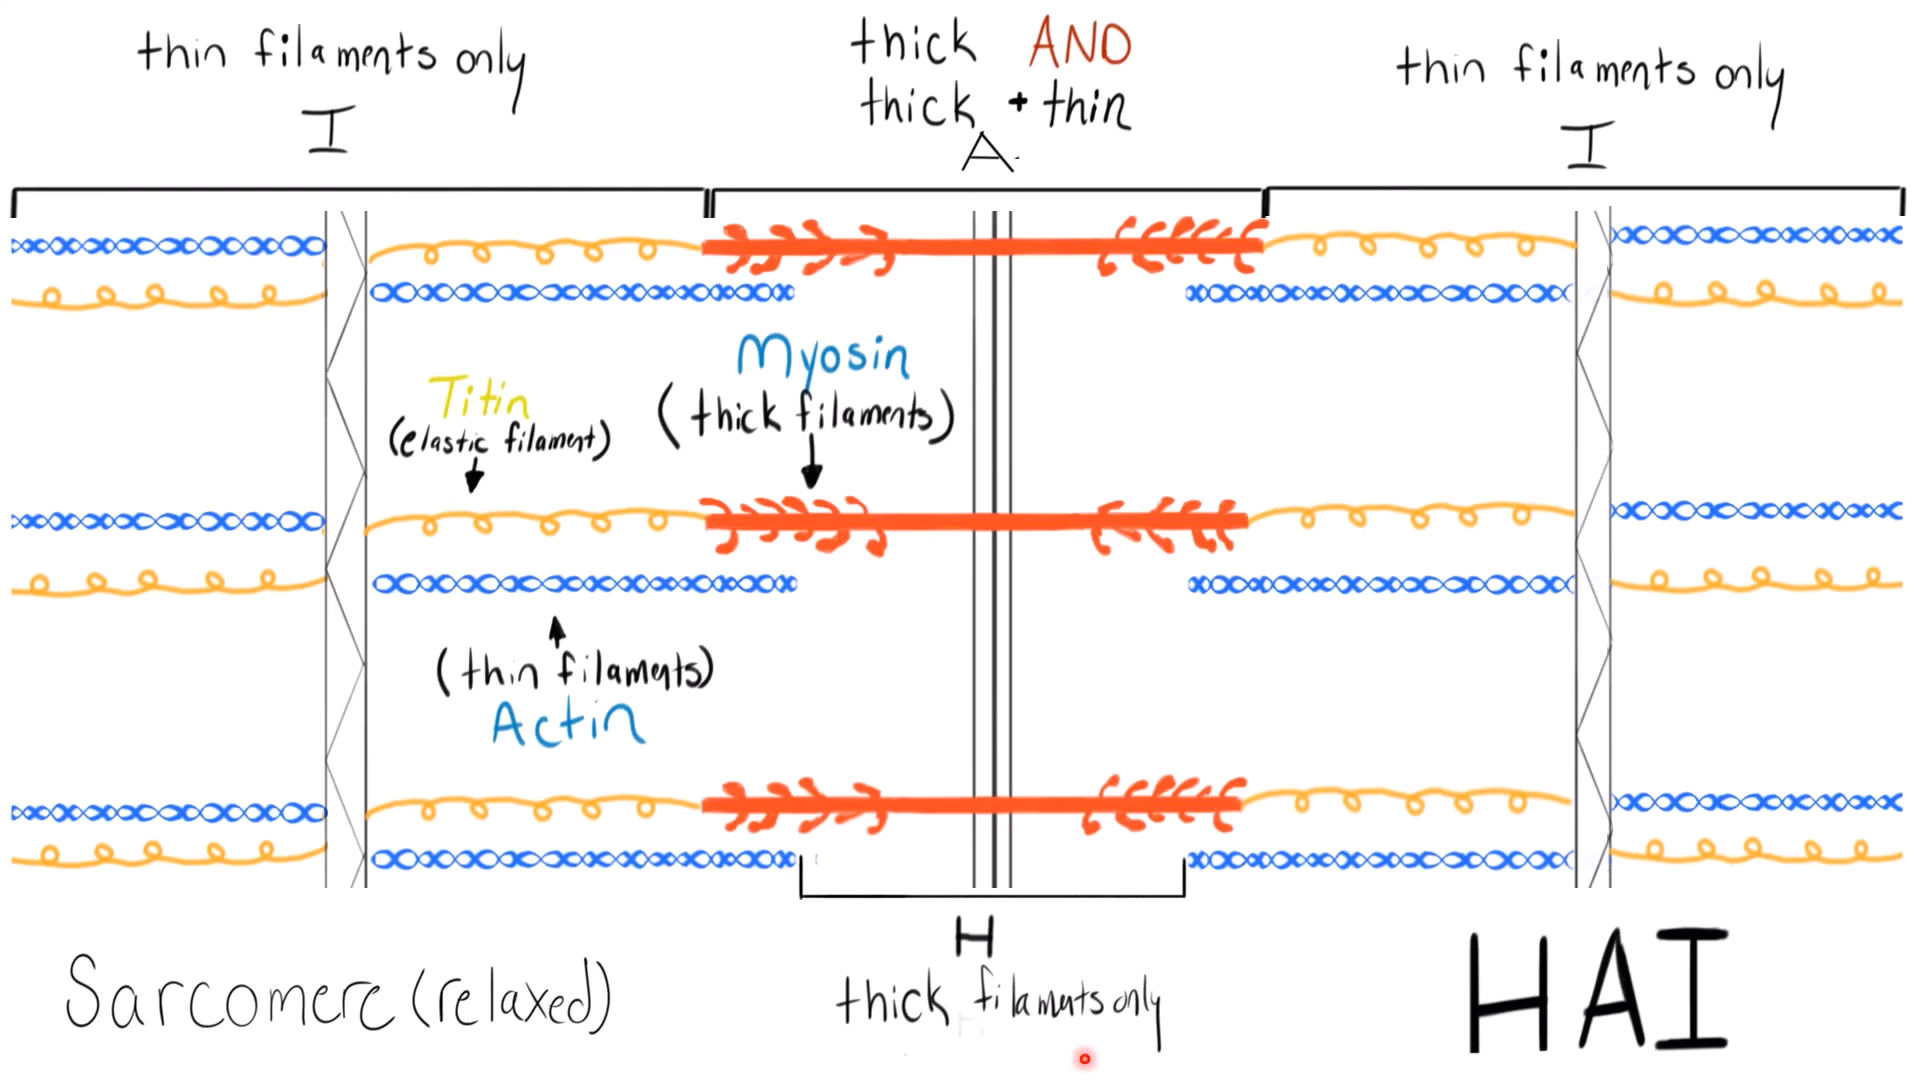 thin filaments only
I
thick AND
thick + thin
A
thin filaments only
I
Titin
(elastic filament)
Myosin
(thick filaments)
(thin filaments)
Actin
H
thick filaments only
Sarcomere (relaxed)
HAI